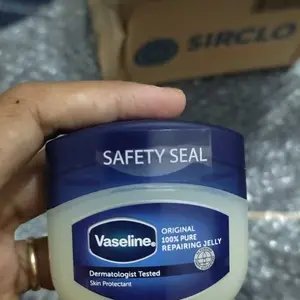 SIRCLO
SAFETY SEAL
Vaseline®
ORIGINAL
100% PURE
REPAIRING JELLY
Dermatologist Tested
Skin Protectant